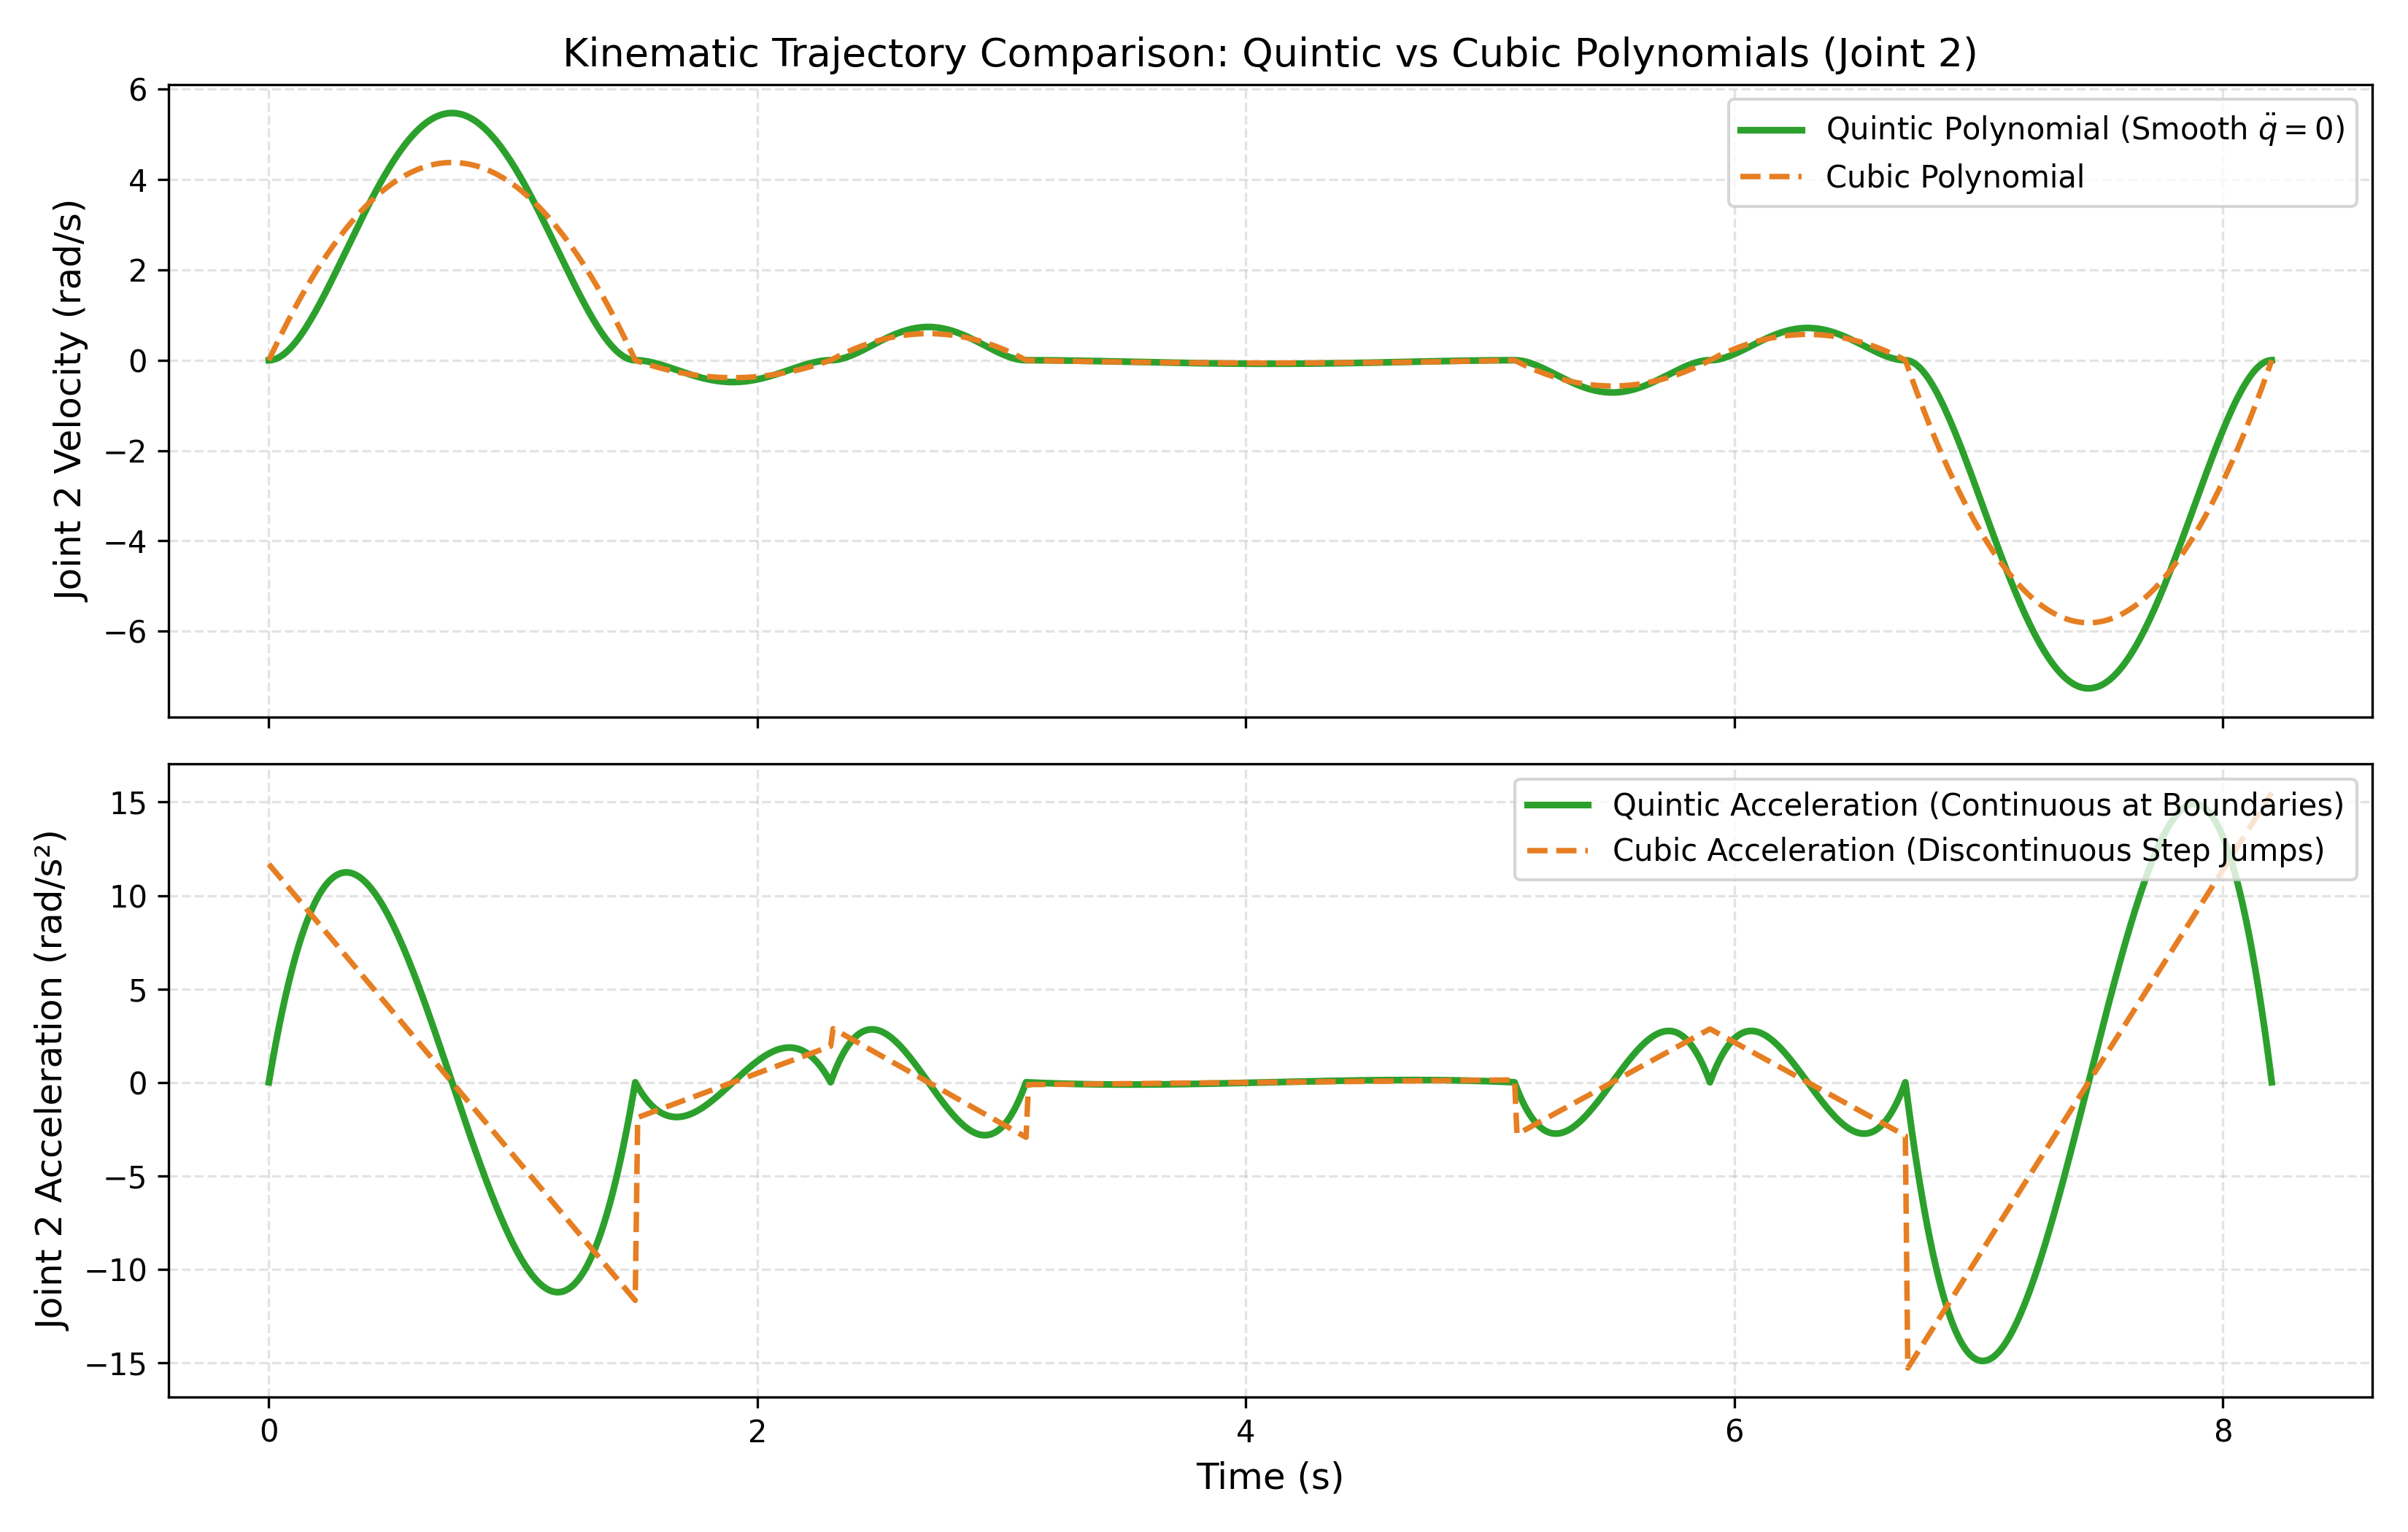 Kinematic Trajectory Comparison: Quintic vs Cubic Polynomials (Joint 2)
Joint 2 Velocity (rad/s)
6
4
2
0
−2
−4
−6
Quintic Polynomial (Smooth q̈ = 0)
Cubic Polynomial
Joint 2 Acceleration (rad/s²)
15
10
5
0
−5
−10
−15
Quintic Acceleration (Continuous at Boundaries)
Cubic Acceleration (Discontinuous Step Jumps)
0 2 4 6 8
Time (s)